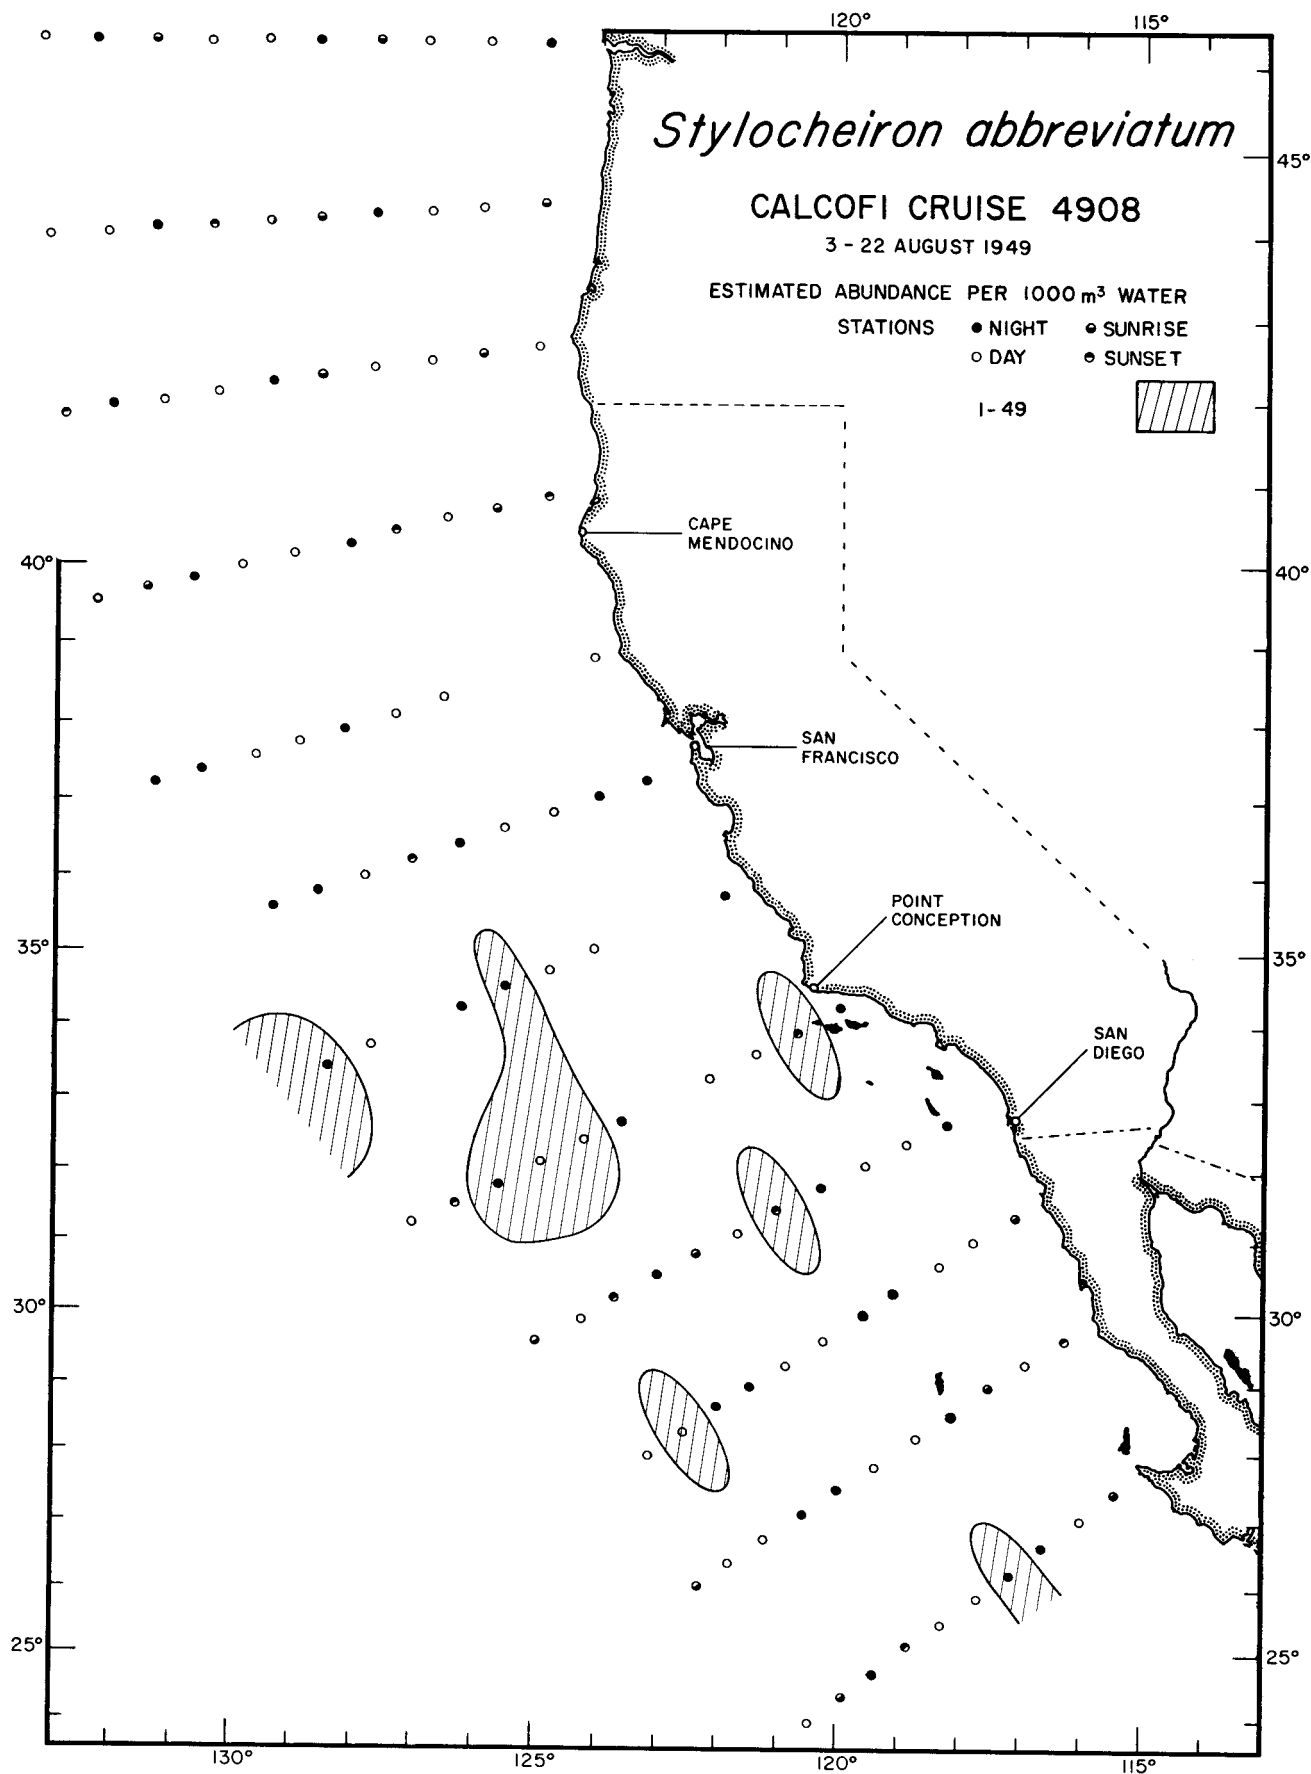 120° 115°
Stylocheiron abbreviatum
45°
CALCOFI CRUISE 4908
3 - 22 AUGUST 1949
ESTIMATED ABUNDANCE PER 1000 m³ WATER
STATIONS ● NIGHT SUNRISE
○ DAY SUNSET
1 - 49
CAPE
MENDOCINO
40° 40°
SAN
FRANCISCO
POINT
CONCEPTION
35° 35°
SAN
DIEGO
30° 30°
25° 25°
130° 125° 120° 115°